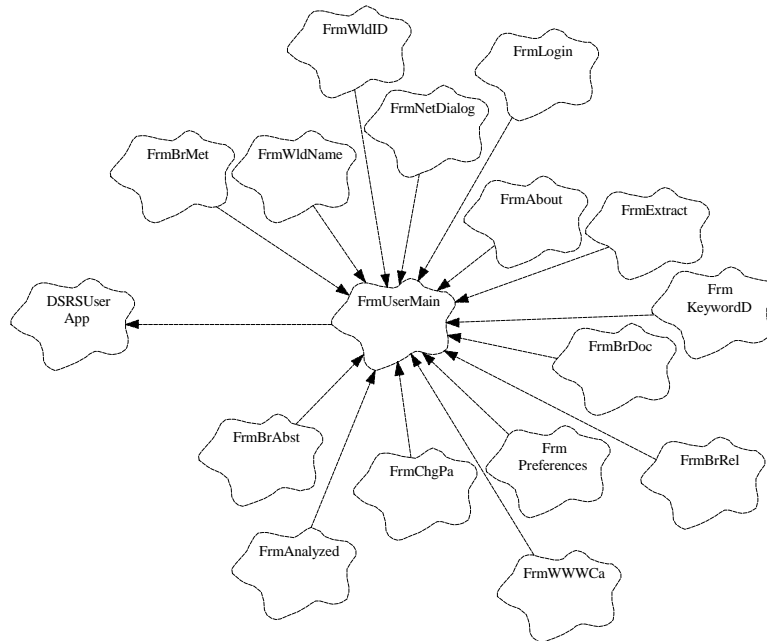 FrmWldID
FrmLogin
FrmNetDialog
FrmBrMet
FrmWldName
FrmAbout
FrmExtract
DSRSUser
App
FrmUserMain
Frm
KeywordD
FrmBrDoc
FrmBrAbst
FrmChgPa
Frm
Preferences
FrmBrRel
FrmAnalyzed
FrmWWWCa